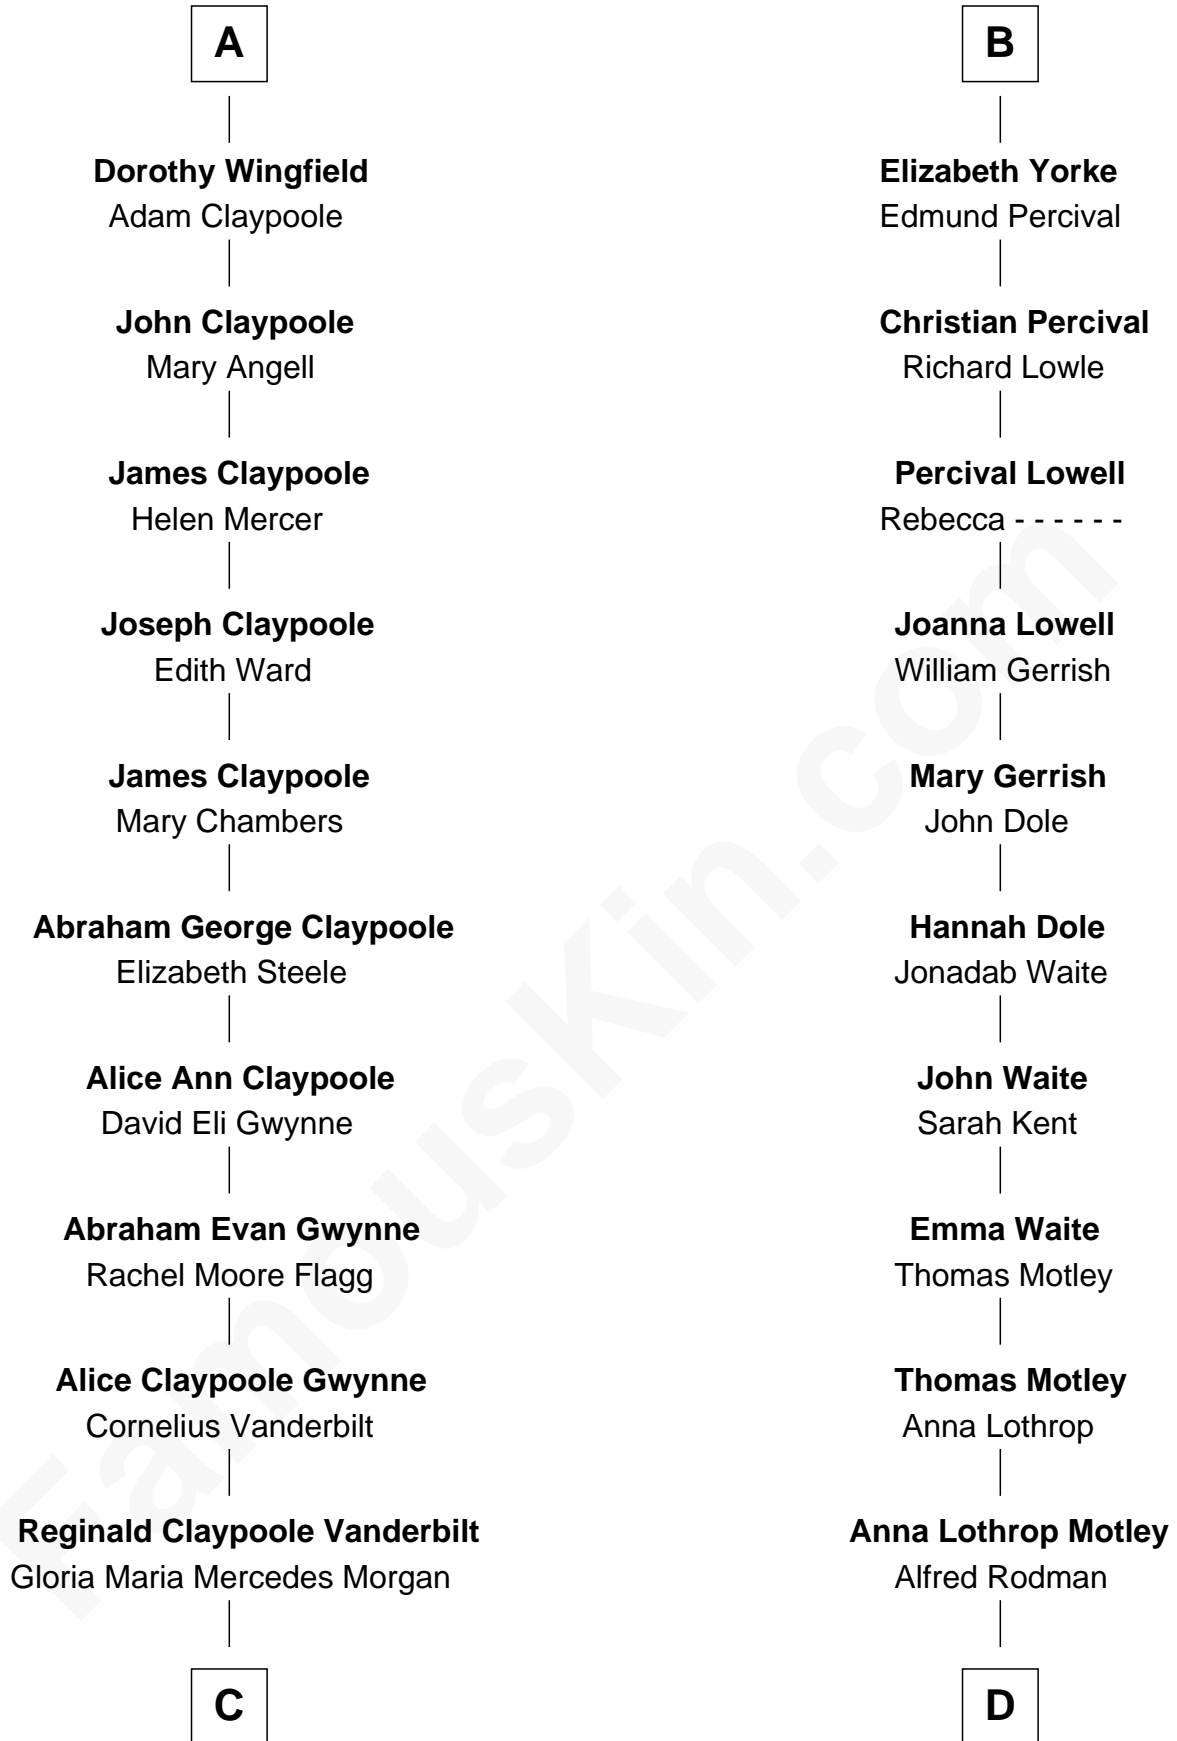 A
Dorothy Wingfield
Adam Claypoole
John Claypoole
Mary Angell
James Claypoole
Helen Mercer
Joseph Claypoole
Edith Ward
James Claypoole
Mary Chambers
Abraham George Claypoole
Elizabeth Steele
Alice Ann Claypoole
David Eli Gwynne
Abraham Evan Gwynne
Rachel Moore Flagg
Alice Claypoole Gwynne
Cornelius Vanderbilt
Reginald Claypoole Vanderbilt
Gloria Maria Mercedes Morgan
C
B
Elizabeth Yorke
Edmund Percival
Christian Percival
Richard Lowle
Percival Lowell
Rebecca - - - - - -
Joanna Lowell
William Gerrish
Mary Gerrish
John Dole
Hannah Dole
Jonadab Waite
John Waite
Sarah Kent
Emma Waite
Thomas Motley
Thomas Motley
Anna Lothrop
Anna Lothrop Motley
Alfred Rodman
D
FamousKin.com